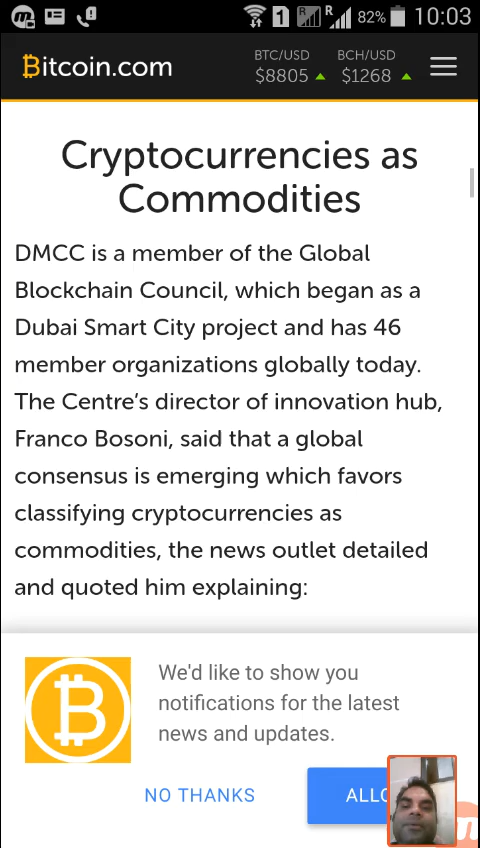 1 R R 82% 10:03
Bitcoin.com
BTC/USD BCH/USD
$8805 $1268
Cryptocurrencies as
Commodities
DMCC is a member of the Global
Blockchain Council, which began as a
Dubai Smart City project and has 46
member organizations globally today.
The Centre's director of innovation hub,
Franco Bosoni, said that a global
consensus is emerging which favors
classifying cryptocurrencies as
commodities, the news outlet detailed
and quoted him explaining:
We'd like to show you
notifications for the latest
news and updates.
NO THANKS ALLO